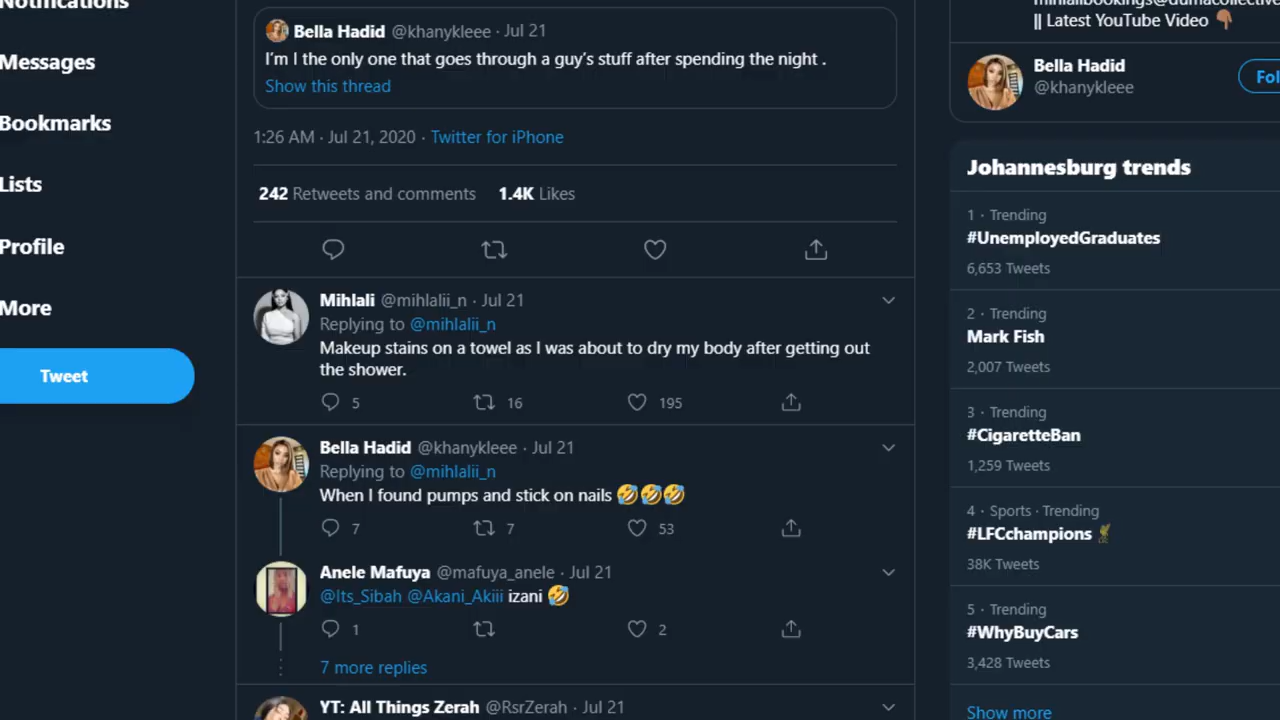 Notifications
Messages
Bookmarks
Lists
Profile
More
Tweet
Bella Hadid @khanykleee · Jul 21
I'm I the only one that goes through a guy's stuff after spending the night .
Show this thread
1:26 AM · Jul 21, 2020 · Twitter for iPhone
242 Retweets and comments 1.4K Likes
Mihlali @mihlalii_n · Jul 21
Replying to @mihlalii_n
Makeup stains on a towel as I was about to dry my body after getting out
the shower.
5 16 195
Bella Hadid @khanykleee · Jul 21
Replying to @mihlalii_n
When I found pumps and stick on nails 🤣🤣🤣
7 7 53
Anele Mafuya @mafuya_anele · Jul 21
@Its_Sibah @Akani_Akiii izani 🤣
1 2
7 more replies
YT: All Things Zerah @RsrZerah · Jul 21
|| Latest YouTube Video 👇🏽
Bella Hadid
@khanykleee
Fol
Johannesburg trends
1 · Trending
#UnemployedGraduates
6,653 Tweets
2 · Trending
Mark Fish
2,007 Tweets
3 · Trending
#CigaretteBan
1,259 Tweets
4 · Sports · Trending
#LFCchampions
38K Tweets
5 · Trending
#WhyBuyCars
3,428 Tweets
Show more